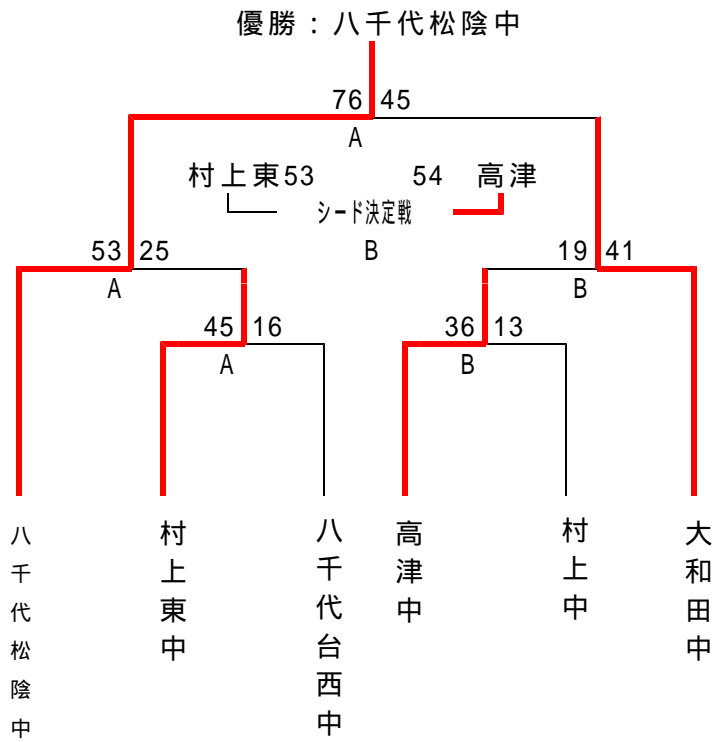 優勝：八千代松陰中
76 45
A
村上東53 54 高津
シード決定戦
B
53 25
A
19 41
B
45 16
A
36 13
B
八千代松陰中
村上東中
八千代台西中
高津中
村上中
大和田中